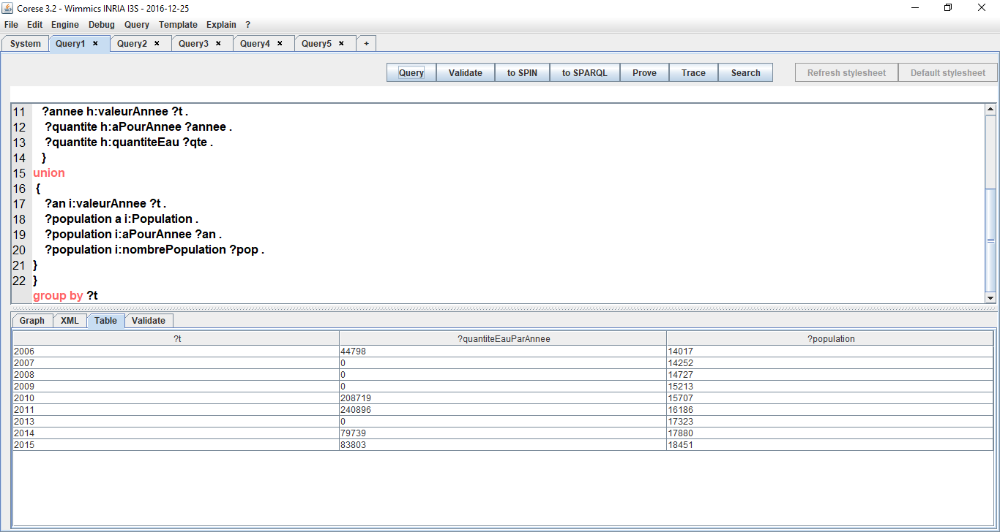 Corese 3.2 - Wimmics INRIA I3S - 2016-12-25
File Edit Engine Debug Query Template Explain ?
System Query1 × Query2 × Query3 × Query4 × Query5 × +
Query Validate to SPIN to SPARQL Prove Trace Search Refresh stylesheet Default stylesheet
11 ?annee h:valeurAnnee ?t .
12 ?quantite h:aPourAnnee ?annee .
13 ?quantite h:quantiteEau ?qte .
14 }
15 union
16 {
17 ?an i:valeurAnnee ?t .
18 ?population a i:Population .
19 ?population i:aPourAnnee ?an .
20 ?population i:nombrePopulation ?pop .
21 }
22 }
group by ?t
Graph XML Table Validate
?t ?quantiteEauParAnnee ?population
2006 44798 14017
2007 0 14252
2008 0 14727
2009 0 15213
2010 208719 15707
2011 240896 16186
2013 0 17323
2014 79739 17880
2015 83803 18451